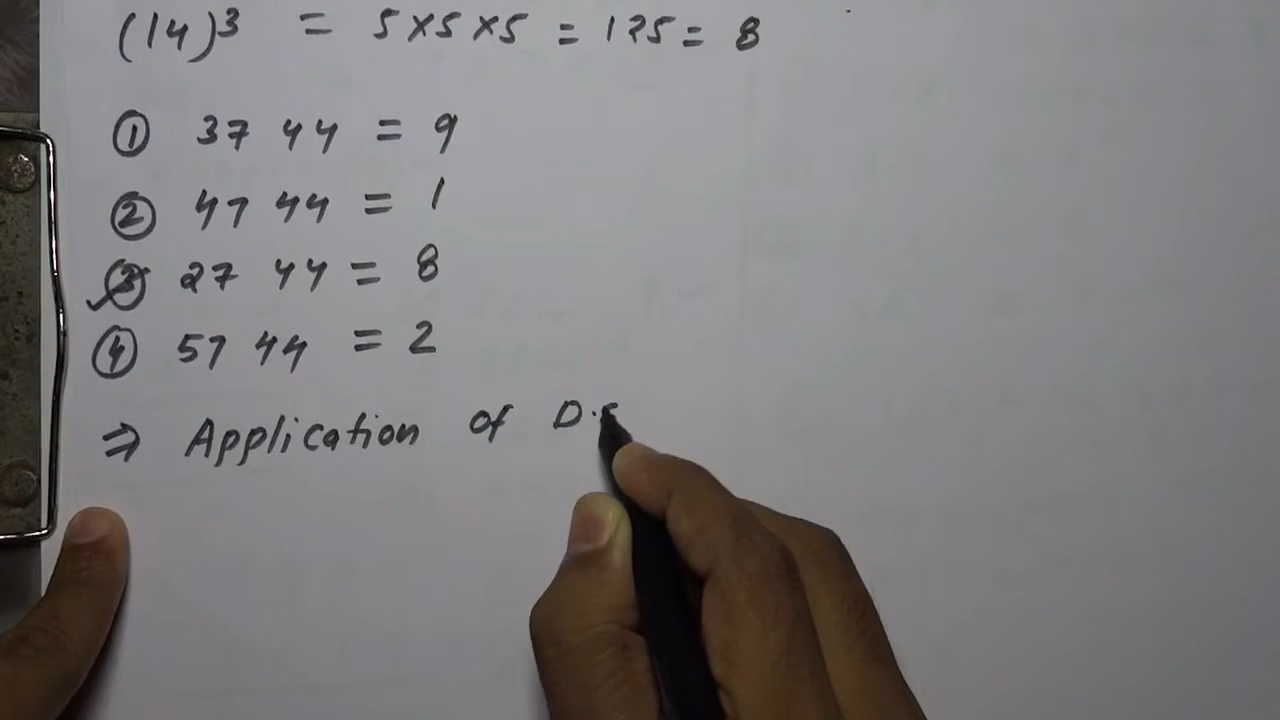 (14)³ = 5×5×5 = 125 = 8
① 37 44 = 9
② 47 44 = 1
③ 27 44 = 8
④ 57 44 = 2
⇒ Application of D.